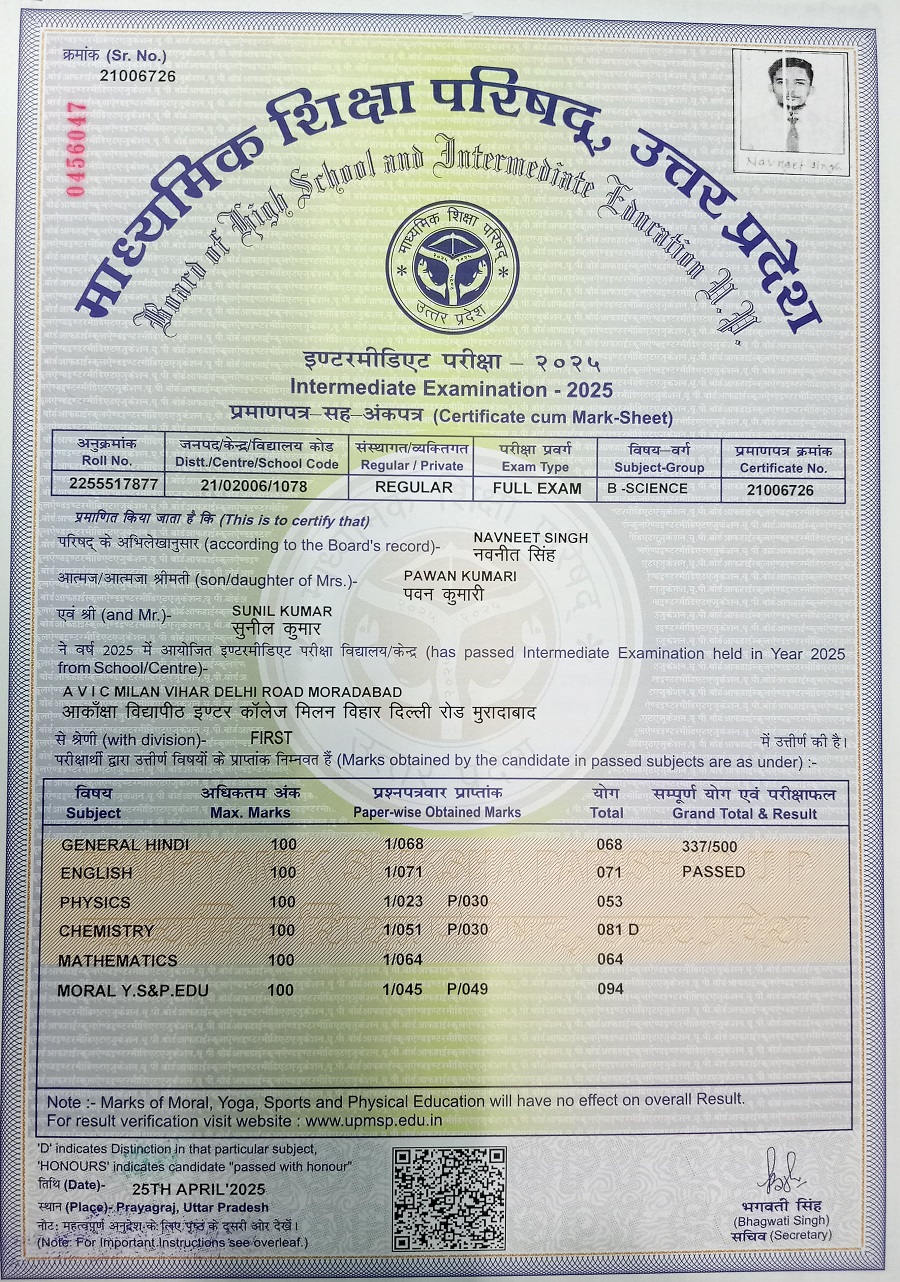 क्रमांक (Sr. No.)
21006726
0456047
Navneet Singh
माध्यमिक शिक्षा परिषद्, उत्तर प्रदेश
Board of High School and Intermediate Education U.P.
माध्यमिक शिक्षा परिषद
उत्तर प्रदेश
इण्टरमीडिएट परीक्षा – २०२५
Intermediate Examination - 2025
प्रमाणपत्र–सह–अंकपत्र (Certificate cum Mark-Sheet)
अनुक्रमांक जनपद/केन्द्र/विद्यालय कोड संस्थागत/व्यक्तिगत परीक्षा प्रवर्ग विषय–वर्ग प्रमाणपत्र क्रमांक
Roll No. Distt./Centre/School Code Regular / Private Exam Type Subject-Group Certificate No.
2255517877 21/02006/1078 REGULAR FULL EXAM B -SCIENCE 21006726
प्रमाणित किया जाता है कि (This is to certify that)
परिषद् के अभिलेखानुसार (according to the Board's record)- NAVNEET SINGH
नवनीत सिंह
आत्मज/आत्मजा श्रीमती (son/daughter of Mrs.)- PAWAN KUMARI
पवन कुमारी
एवं श्री (and Mr.)- SUNIL KUMAR
सुनील कुमार
ने वर्ष 2025 में आयोजित इण्टरमीडिएट परीक्षा विद्यालय/केन्द्र (has passed Intermediate Examination held in Year 2025
from School/Centre)-
A V I C MILAN VIHAR DELHI ROAD MORADABAD
आकाँक्षा विद्यापीठ इण्टर कॉलेज मिलन विहार दिल्ली रोड मुरादाबाद
से श्रेणी (with division)- FIRST में उत्तीर्ण की है।
परीक्षार्थी द्वारा उत्तीर्ण विषयों के प्राप्तांक निम्नवत हैं (Marks obtained by the candidate in passed subjects are as under) :-
विषय अधिकतम अंक प्रश्नपत्रवार प्राप्तांक योग सम्पूर्ण योग एवं परीक्षाफल
Subject Max. Marks Paper-wise Obtained Marks Total Grand Total & Result
GENERAL HINDI 100 1/068 068 337/500
ENGLISH 100 1/071 071 PASSED
PHYSICS 100 1/023 P/030 053
CHEMISTRY 100 1/051 P/030 081 D
MATHEMATICS 100 1/064 064
MORAL Y.S&P.EDU 100 1/045 P/049 094
Note :- Marks of Moral, Yoga, Sports and Physical Education will have no effect on overall Result.
For result verification visit website : www.upmsp.edu.in
'D' indicates Distinction in that particular subject,
'HONOURS' indicates candidate "passed with honour"
तिथि (Date)- 25TH APRIL'2025
स्थान (Place)- Prayagraj, Uttar Pradesh
नोट: महत्वपूर्ण अनुदेश के लिए पृष्ठ के दूसरी ओर देखें।
(Note: For Important Instructions see overleaf.)
भगवती सिंह
(Bhagwati Singh)
सचिव (Secretary)